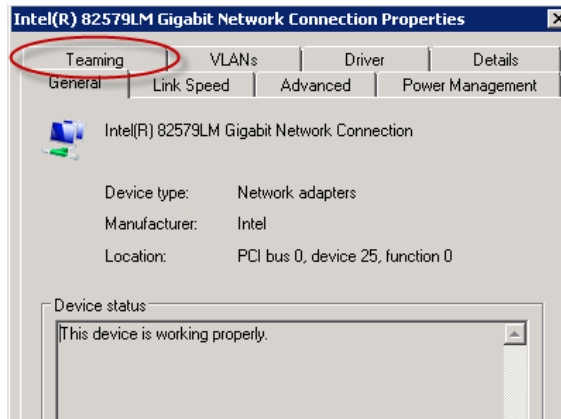 Intel(R) 82579LM Gigabit Network Connection Properties
Teaming VLANs Driver Details
General Link Speed Advanced Power Management
Intel(R) 82579LM Gigabit Network Connection
Device type: Network adapters
Manufacturer: Intel
Location: PCI bus 0, device 25, function 0
Device status
This device is working properly.